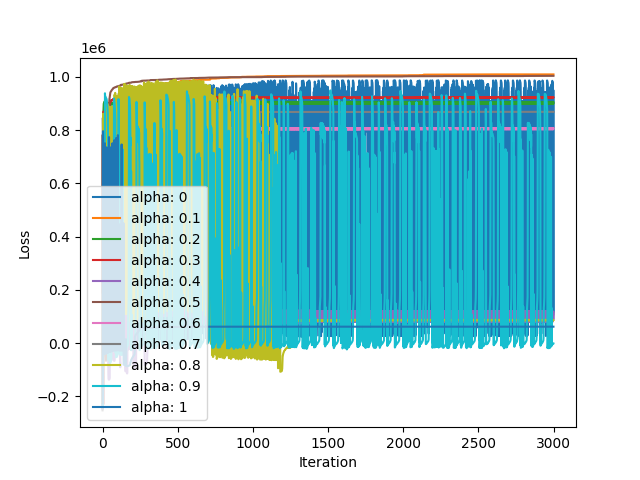 1e6
1.0
0.8
0.6
0.4
0.2
0.0
−0.2
Loss
alpha: 0
alpha: 0.1
alpha: 0.2
alpha: 0.3
alpha: 0.4
alpha: 0.5
alpha: 0.6
alpha: 0.7
alpha: 0.8
alpha: 0.9
alpha: 1
0 500 1000 1500 2000 2500 3000
Iteration